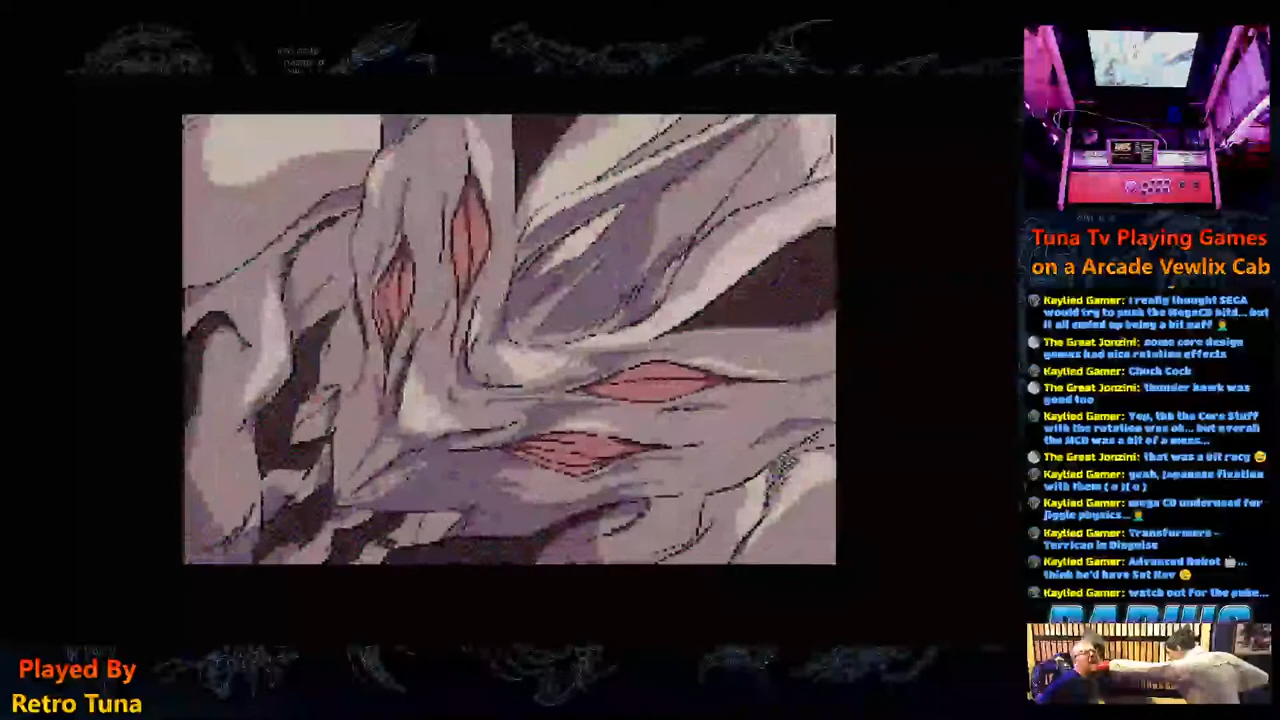 Tuna Tv Playing Games
on a Arcade Vewlix Cab
Kaylied Gamer: I really thought SEGA
would try to push the MegaCD bits... but
it all ended up being a bit naff
The Great Jonzini: some core design
games had nice rotation effects
Kaylied Gamer: Chuck Cock
The Great Jonzini: thunder hawk was
good too
Kaylied Gamer: Yey, tbh the Core Stuff
with the rotation was ok... but overall
the MCD was a bit of a mess...
The Great Jonzini: that was a bit racy
Kaylied Gamer: yeah, Japanese fixation
with them ( o )( o )
Kaylied Gamer: mega CD underused for
jiggle physics...
Kaylied Gamer: Transformers -
Terrican in Disguise
Kaylied Gamer: Advanced Robot ...
think he'd have Sat Nav
Kaylied Gamer: watch out for the puke...
DARIUS
Played By
Retro Tuna